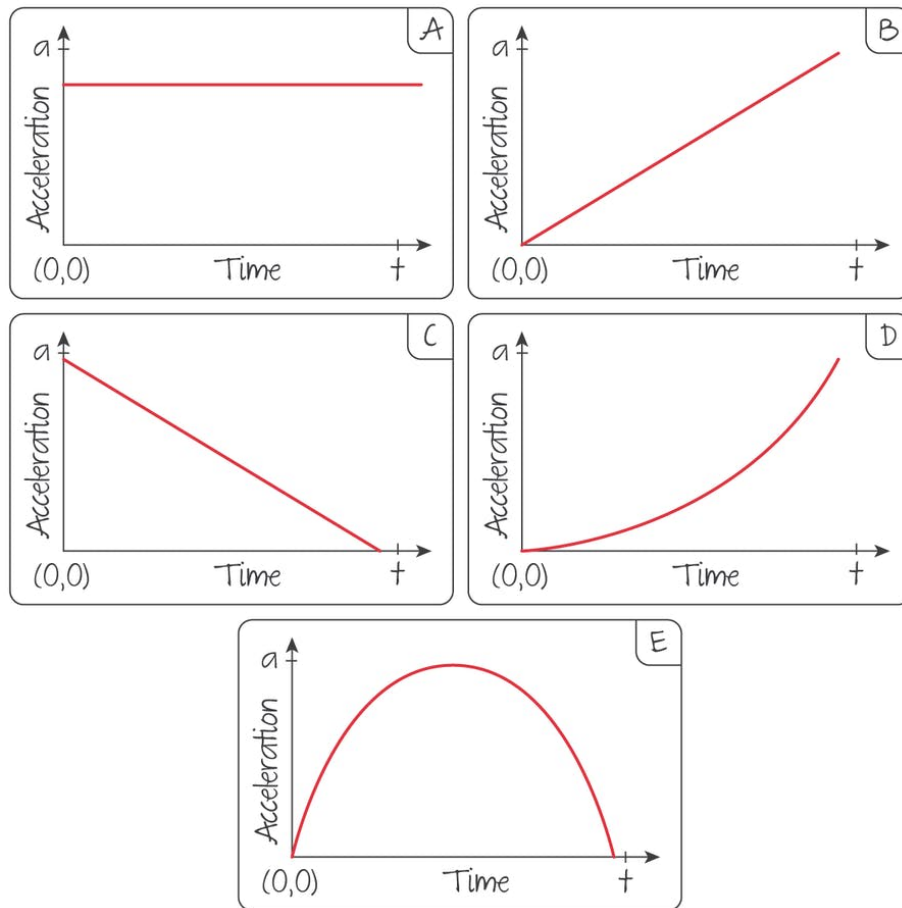 A
a
Acceleration
(0,0) Time t
B
a
Acceleration
(0,0) Time t
C
a
Acceleration
(0,0) Time t
D
a
Acceleration
(0,0) Time t
E
a
Acceleration
(0,0) Time t